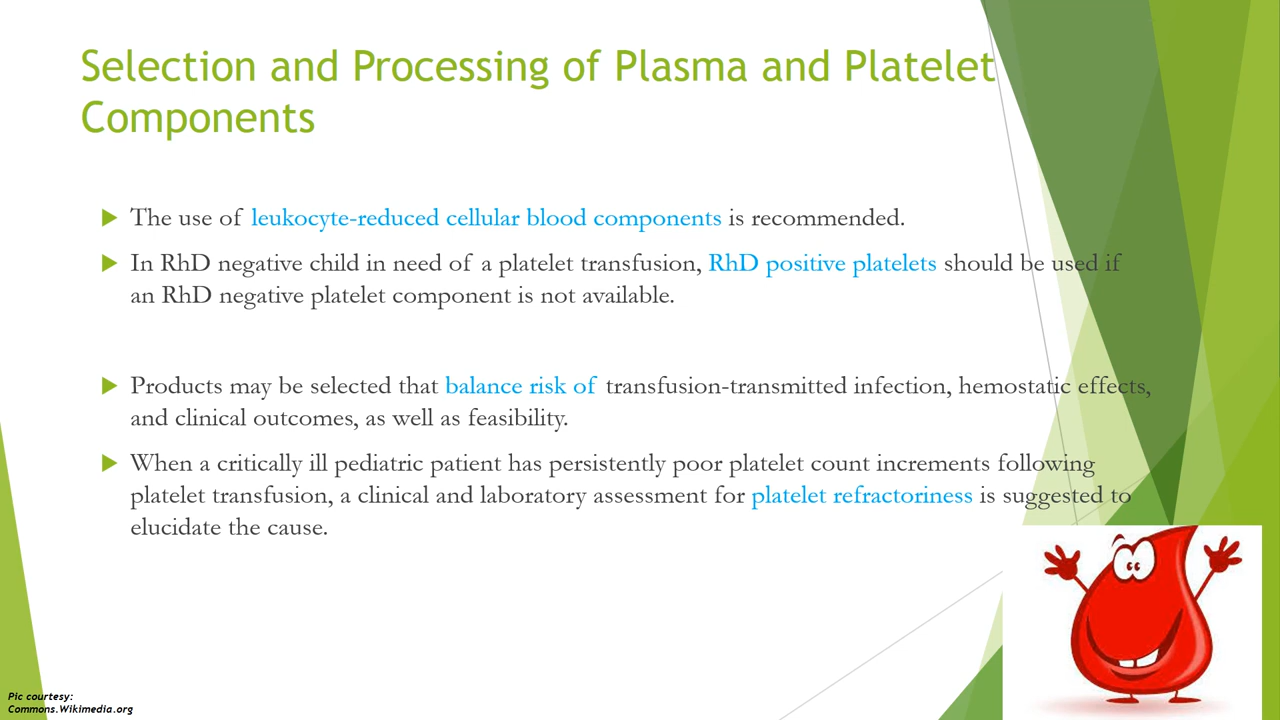 Selection and Processing of Plasma and Platelet
Components
The use of leukocyte-reduced cellular blood components is recommended.
In RhD negative child in need of a platelet transfusion, RhD positive platelets should be used if
an RhD negative platelet component is not available.
Products may be selected that balance risk of transfusion-transmitted infection, hemostatic effects,
and clinical outcomes, as well as feasibility.
When a critically ill pediatric patient has persistently poor platelet count increments following
platelet transfusion, a clinical and laboratory assessment for platelet refractoriness is suggested to
elucidate the cause.
Pic courtesy:
Commons.Wikimedia.org